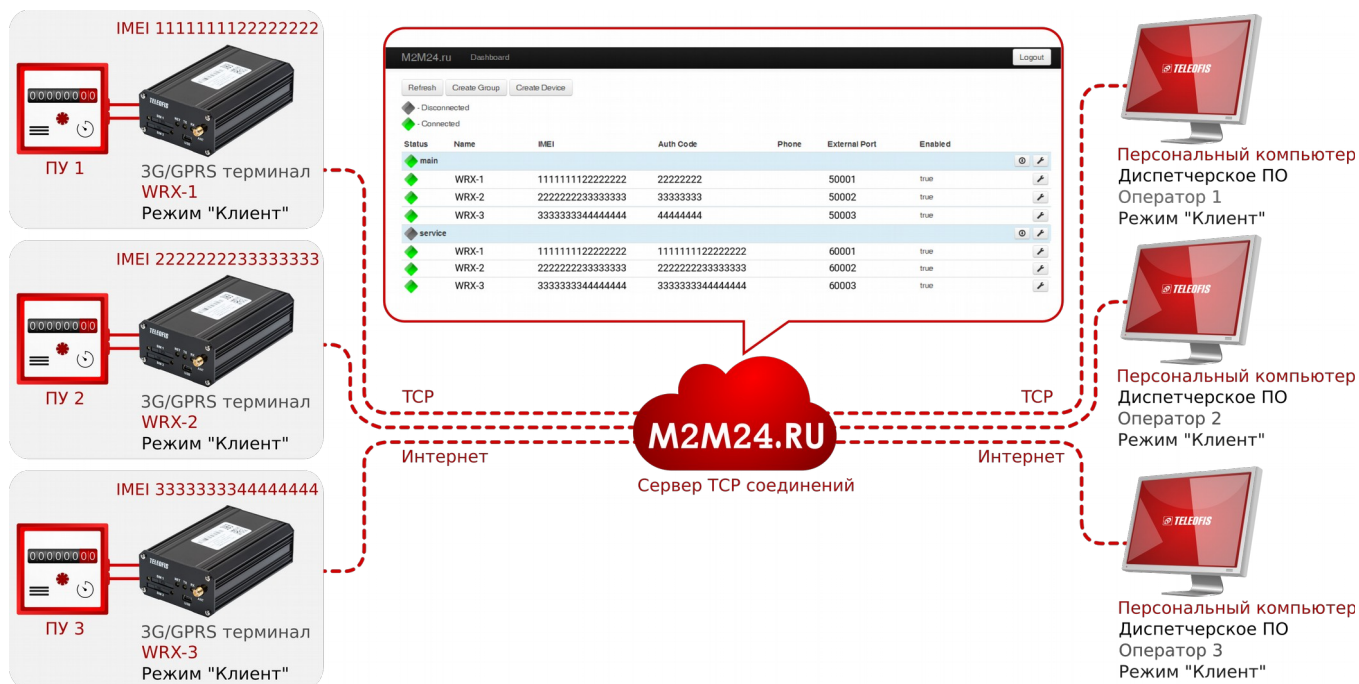 IMEI 1111111122222222
00000000
TELEOFIS
ПУ 1
3G/GPRS терминал
WRX-1
Режим "Клиент"
IMEI 2222222233333333
00000000
TELEOFIS
ПУ 2
3G/GPRS терминал
WRX-2
Режим "Клиент"
IMEI 3333333344444444
00000000
TELEOFIS
ПУ 3
3G/GPRS терминал
WRX-3
Режим "Клиент"
M2M24.ru Dashboard Logout
Refresh Create Group Create Device
- Disconnected
- Connected
Status Name IMEI Auth Code Phone External Port Enabled
main
WRX-1 1111111122222222 22222222 50001 true
WRX-2 2222222233333333 33333333 50002 true
WRX-3 3333333344444444 44444444 50003 true
service
WRX-1 1111111122222222 1111111122222222 60001 true
WRX-2 2222222233333333 2222222233333333 60002 true
WRX-3 3333333344444444 3333333344444444 60003 true
TCP
TCP
M2M24.RU
Интернет
Интернет
Сервер TCP соединений
TELEOFIS
Персональный компьютер
Диспетчерское ПО
Оператор 1
Режим "Клиент"
TELEOFIS
Персональный компьютер
Диспетчерское ПО
Оператор 2
Режим "Клиент"
TELEOFIS
Персональный компьютер
Диспетчерское ПО
Оператор 3
Режим "Клиент"